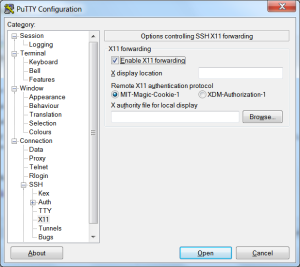 PuTTY Configuration
Category:
Session
Logging
Terminal
Keyboard
Bell
Features
Window
Appearance
Behaviour
Translation
Selection
Colours
Connection
Data
Proxy
Telnet
Rlogin
SSH
Kex
Auth
TTY
X11
Tunnels
Bugs
Options controlling SSH X11 forwarding
X11 forwarding
Enable X11 forwarding
X display location
Remote X11 authentication protocol
MIT-Magic-Cookie-1 XDM-Authorization-1
X authority file for local display
Browse...
About Open Cancel